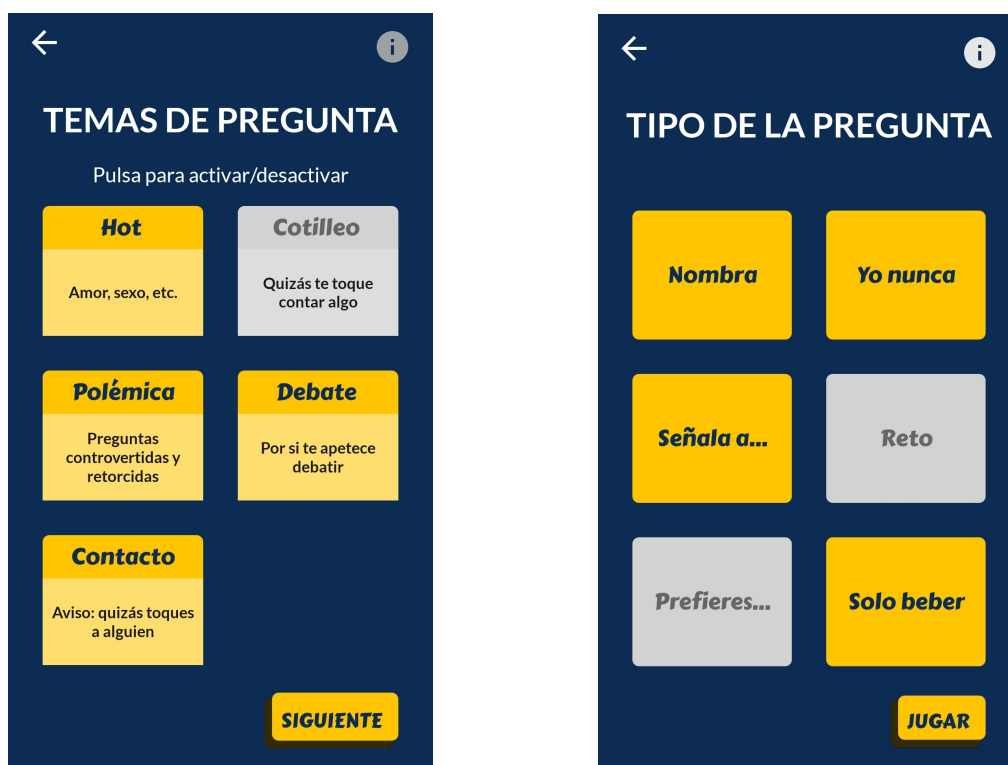 TEMAS DE PREGUNTA
Pulsa para activar/desactivar
Hot
Amor, sexo, etc.
Cotilleo
Quizás te toque
contar algo
Polémica
Preguntas
controvertidas y
retorcidas
Debate
Por si te apetece
debatir
Contacto
Aviso: quizás toques
a alguien
SIGUIENTE
TIPO DE LA PREGUNTA
Nombra
Yo nunca
Señala a...
Reto
Prefieres...
Solo beber
JUGAR